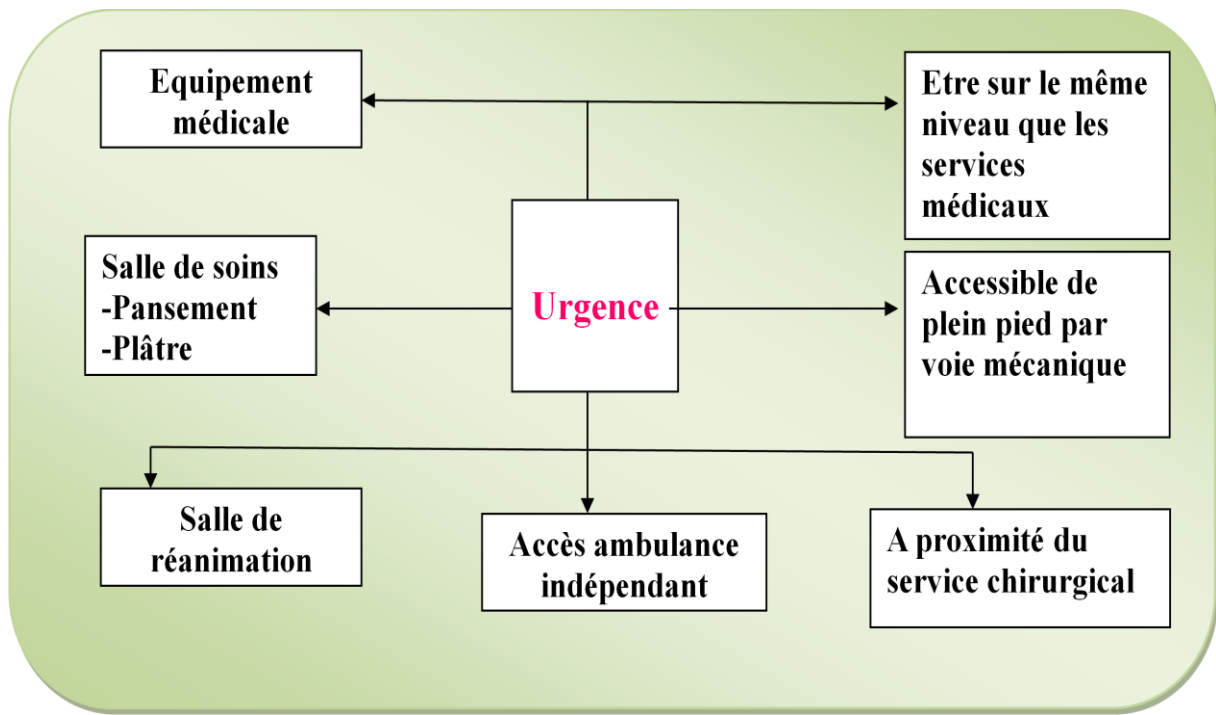 Equipement
médicale
Etre sur le même
niveau que les
services
médicaux
Salle de soins
-Pansement
-Plâtre
Urgence
Accessible de
plein pied par
voie mécanique
Salle de
réanimation
Accès ambulance
indépendant
A proximité du
service chirurgical